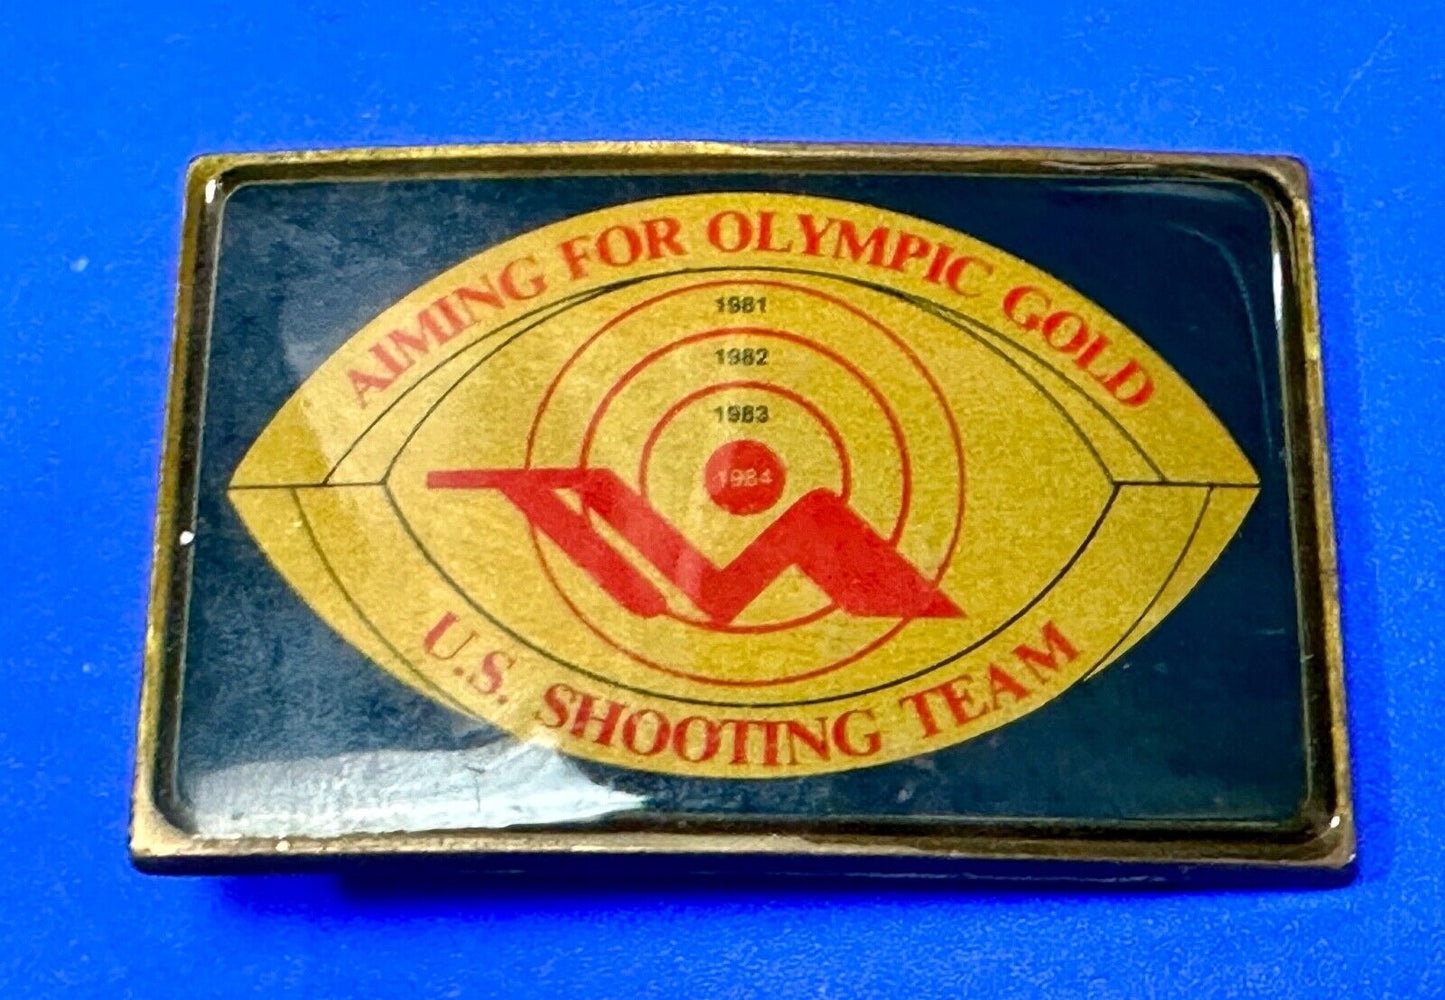 AIMING FOR OLYMPIC GOLD
1981
1982
1983
1984
U.S. SHOOTING TEAM